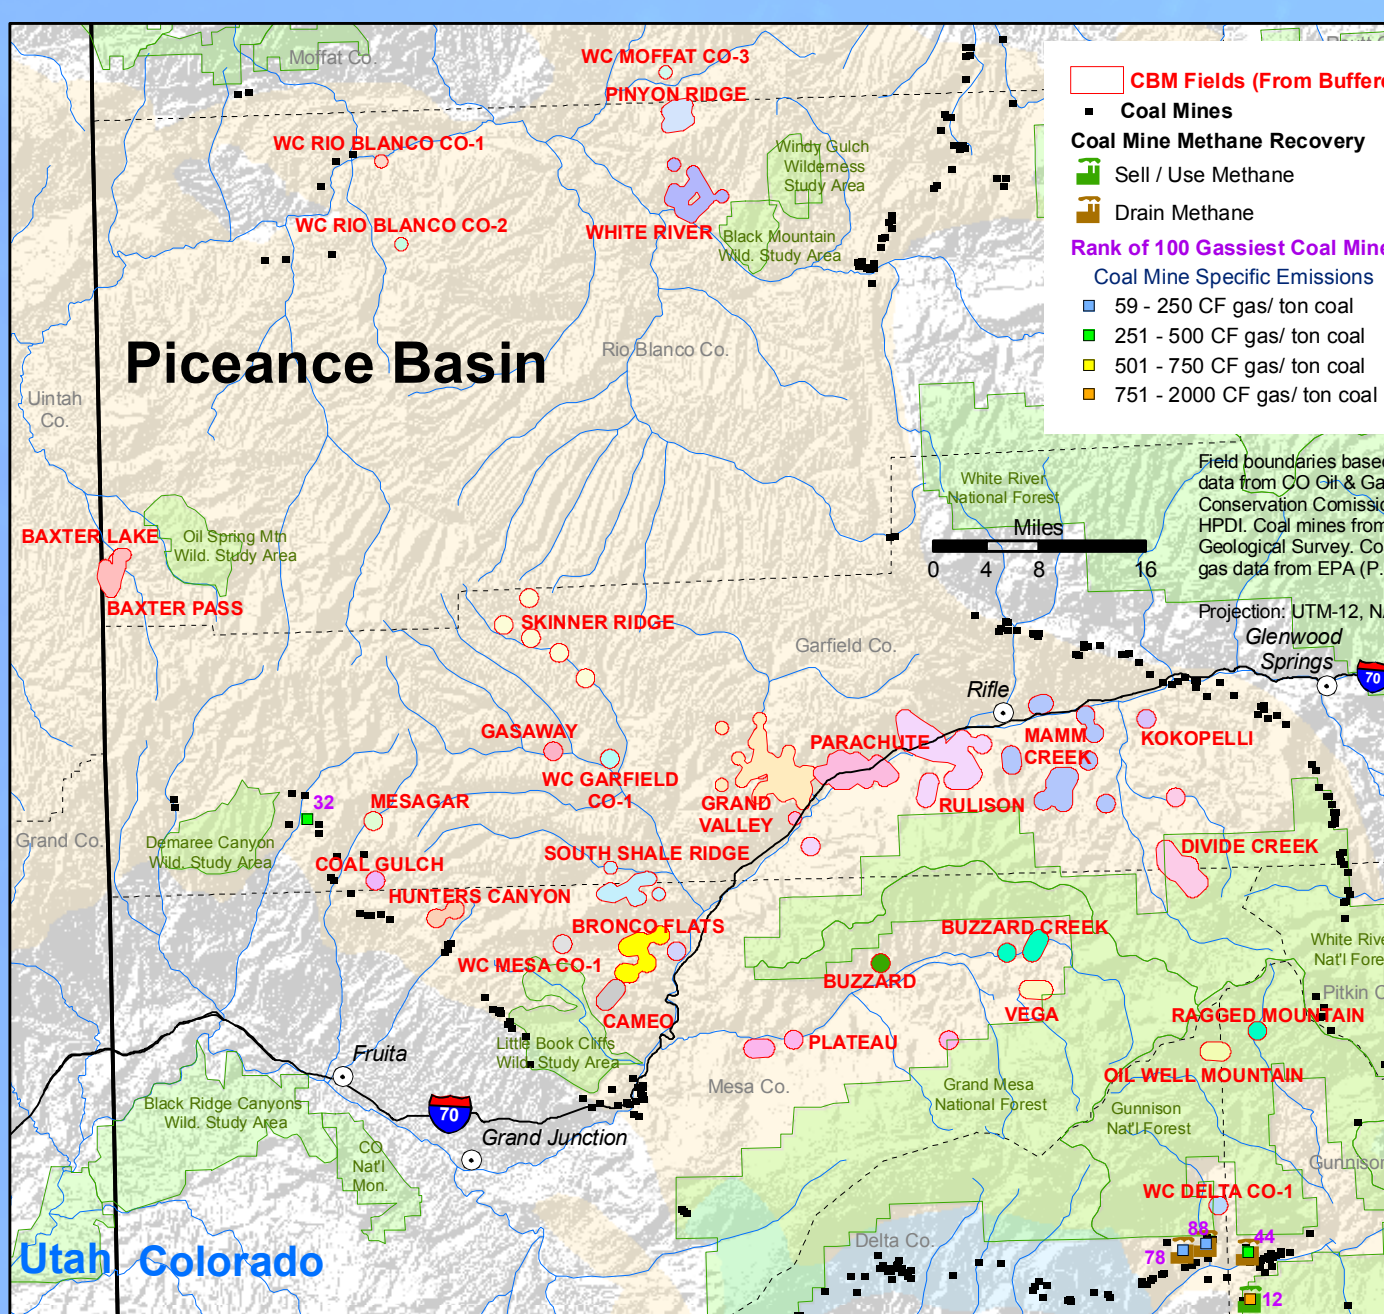 Moffat Co.
WC MOFFAT CO-3
PINYON RIDGE
WC RIO BLANCO CO-1
WC RIO BLANCO CO-2
WHITE RIVER
Windy Gulch
Wilderness
Study Area
Black Mountain
Wild. Study Area
CBM Fields (From Buffere
Coal Mines
Coal Mine Methane Recovery
Sell / Use Methane
Drain Methane
Rank of 100 Gassiest Coal Mine
Coal Mine Specific Emissions
59 - 250 CF gas/ ton coal
251 - 500 CF gas/ ton coal
501 - 750 CF gas/ ton coal
751 - 2000 CF gas/ ton coal
Piceance Basin
Rio Blanco Co.
Uintah
Co.
White River
National Forest
Field boundaries base
data from CO Oil & Ga
Conservation Comissio
HPDI. Coal mines from
Geological Survey. Co
gas data from EPA (P.
Projection: UTM-12, N
Miles
0 4 8 16
BAXTER LAKE
Oil Spring Mtn
Wild. Study Area
BAXTER PASS
SKINNER RIDGE
Garfield Co.
Glenwood
Springs
70
Rifle
GASAWAY
WC GARFIELD
CO-1
PARACHUTE
MAMM
CREEK
KOKOPELLI
32
MESAGAR
GRAND
VALLEY
RULISON
Grand Co.
Demaree Canyon
Wild. Study Area
COAL GULCH
SOUTH SHALE RIDGE
DIVIDE CREEK
HUNTERS CANYON
BRONCO FLATS
BUZZARD CREEK
WC MESA CO-1
BUZZARD
White Rive
Nat'l Fore
CAMEO
VEGA
Pitkin C
RAGGED MOUNTAIN
Little Book Cliffs
Wild. Study Area
PLATEAU
Fruita
Mesa Co.
Grand Mesa
National Forest
OIL WELL MOUNTAIN
Black Ridge Canyons
Wild. Study Area
70
Gunnison
Nat'l Forest
Grand Junction
CO
Nat'l
Mon.
Gunnison
WC DELTA CO-1
Delta Co.
88
78
44
12
Utah
Colorado